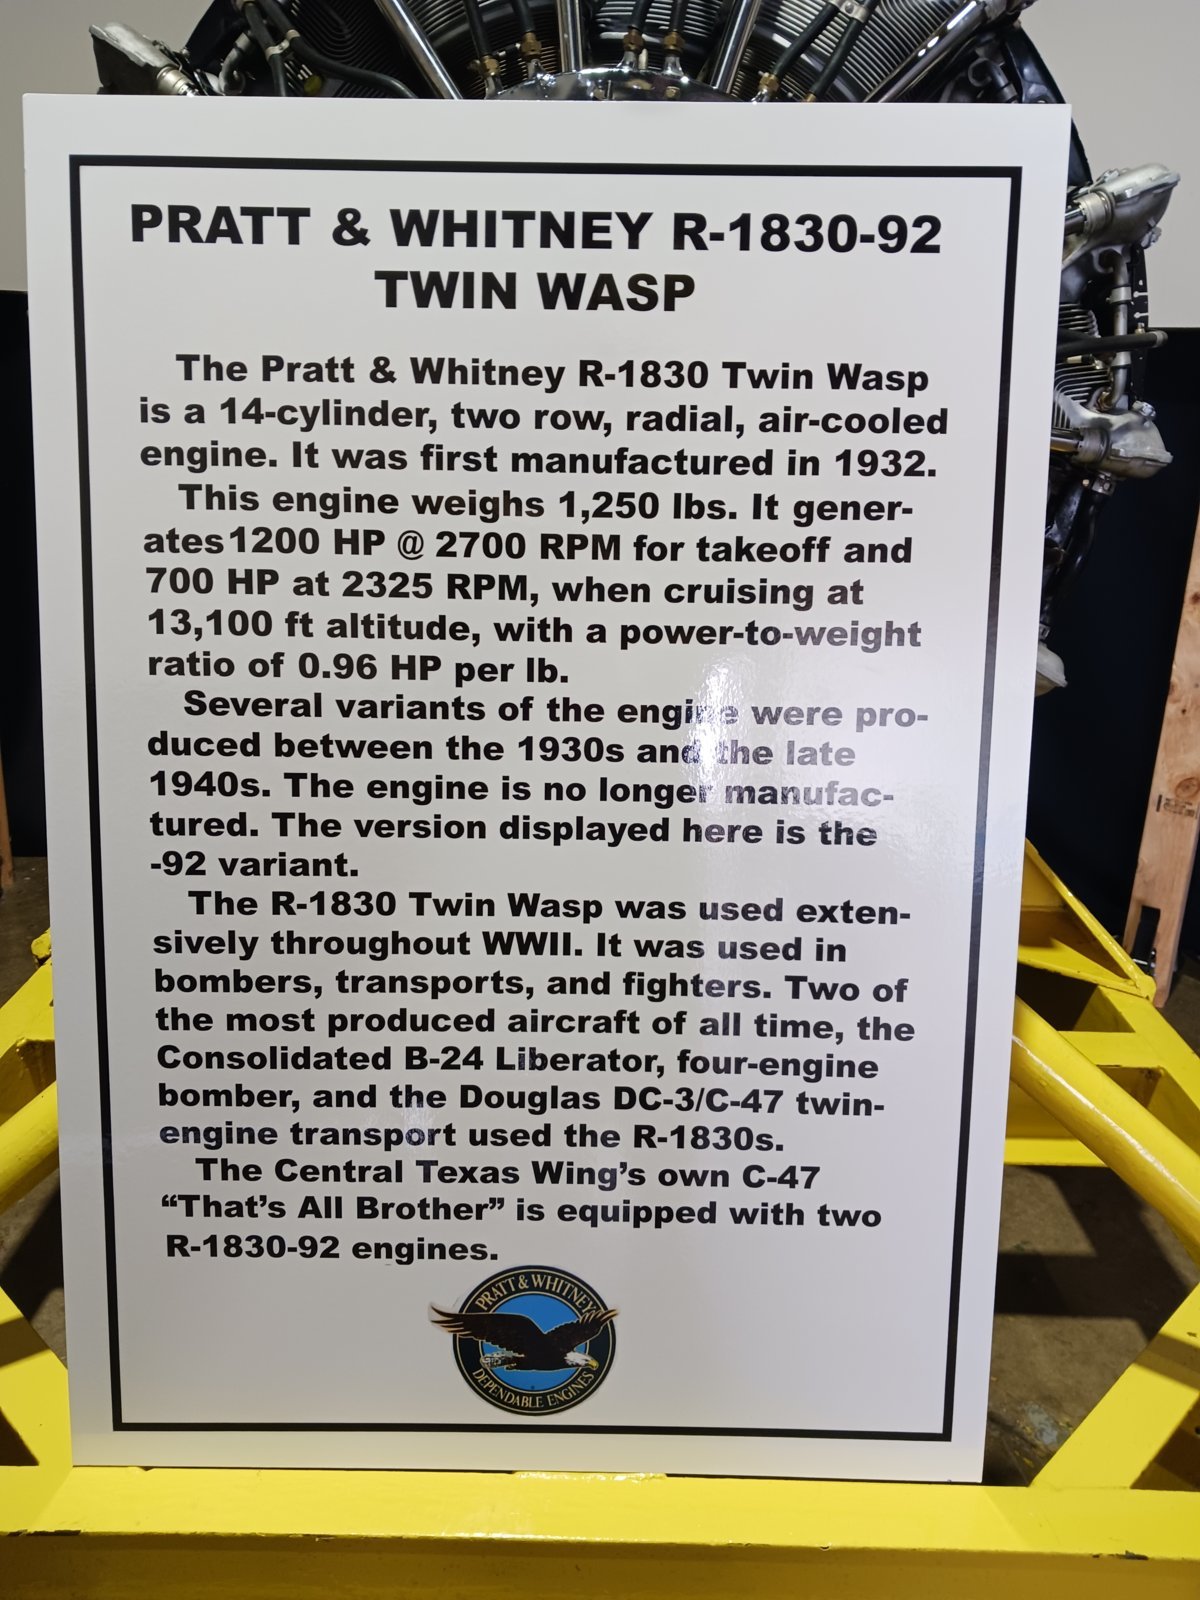 PRATT & WHITNEY R-1830-92
TWIN WASP
The Pratt & Whitney R-1830 Twin Wasp
is a 14-cylinder, two row, radial, air-cooled
engine. It was first manufactured in 1932.
This engine weighs 1,250 lbs. It gener-
ates 1200 HP @ 2700 RPM for takeoff and
700 HP at 2325 RPM, when cruising at
13,100 ft altitude, with a power-to-weight
ratio of 0.96 HP per lb.
Several variants of the engine were pro-
duced between the 1930s and the late
1940s. The engine is no longer manufac-
tured. The version displayed here is the
-92 variant.
The R-1830 Twin Wasp was used exten-
sively throughout WWII. It was used in
bombers, transports, and fighters. Two of
the most produced aircraft of all time, the
Consolidated B-24 Liberator, four-engine
bomber, and the Douglas DC-3/C-47 twin-
engine transport used the R-1830s.
The Central Texas Wing’s own C-47
“That’s All Brother” is equipped with two
R-1830-92 engines.
PRATT & WHITNEY
DEPENDABLE ENGINES